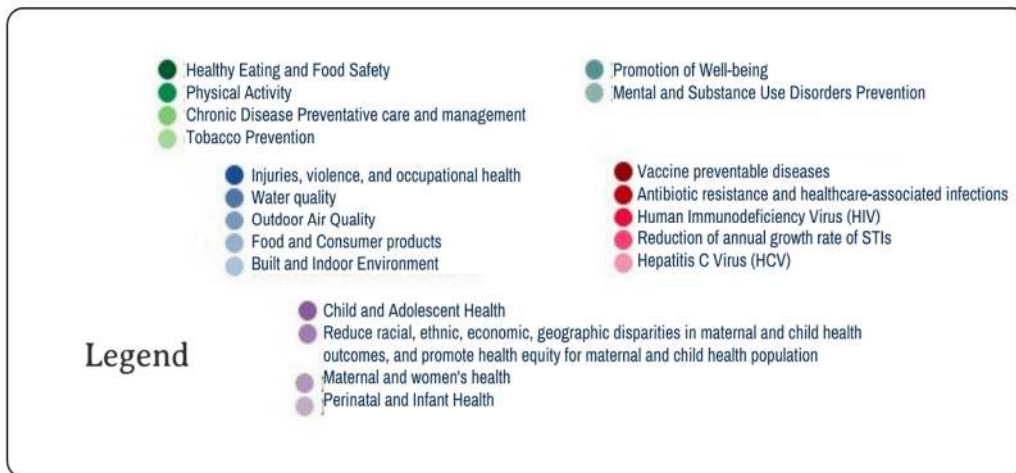 Healthy Eating and Food Safety
Physical Activity
Chronic Disease Preventative care and management
Tobacco Prevention
Promotion of Well-being
Mental and Substance Use Disorders Prevention
Injuries, violence, and occupational health
Water quality
Outdoor Air Quality
Food and Consumer products
Built and Indoor Environment
Vaccine preventable diseases
Antibiotic resistance and healthcare-associated infections
Human Immunodeficiency Virus (HIV)
Reduction of annual growth rate of STIs
Hepatitis C Virus (HCV)
Child and Adolescent Health
Reduce racial, ethnic, economic, geographic disparities in maternal and child health
outcomes, and promote health equity for maternal and child health population
Maternal and women's health
Perinatal and Infant Health
Legend